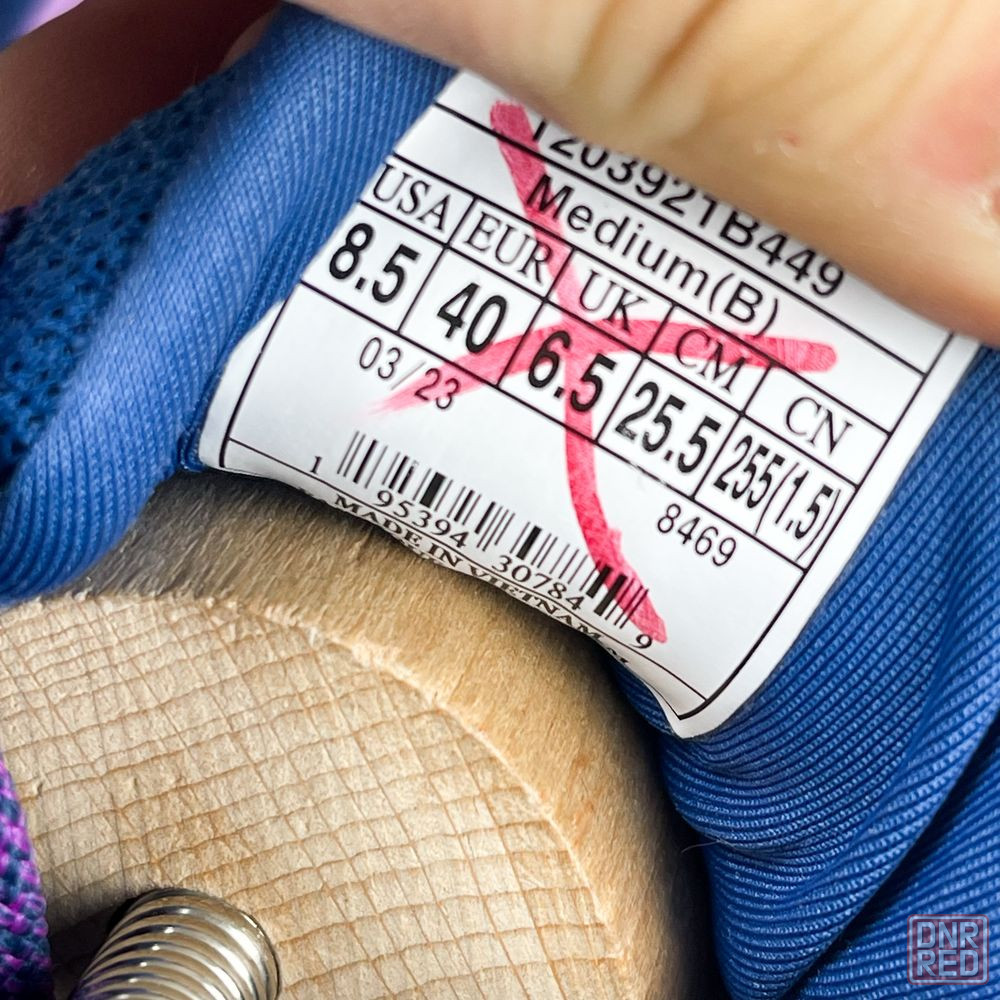 1203921B449
Medium(B)
USA EUR UK CM CN
8.5 40 6.5 25.5 255(1.5)
03/23 8469
1 95394 30784 9
MADE IN VIETNAM
DNR
RED